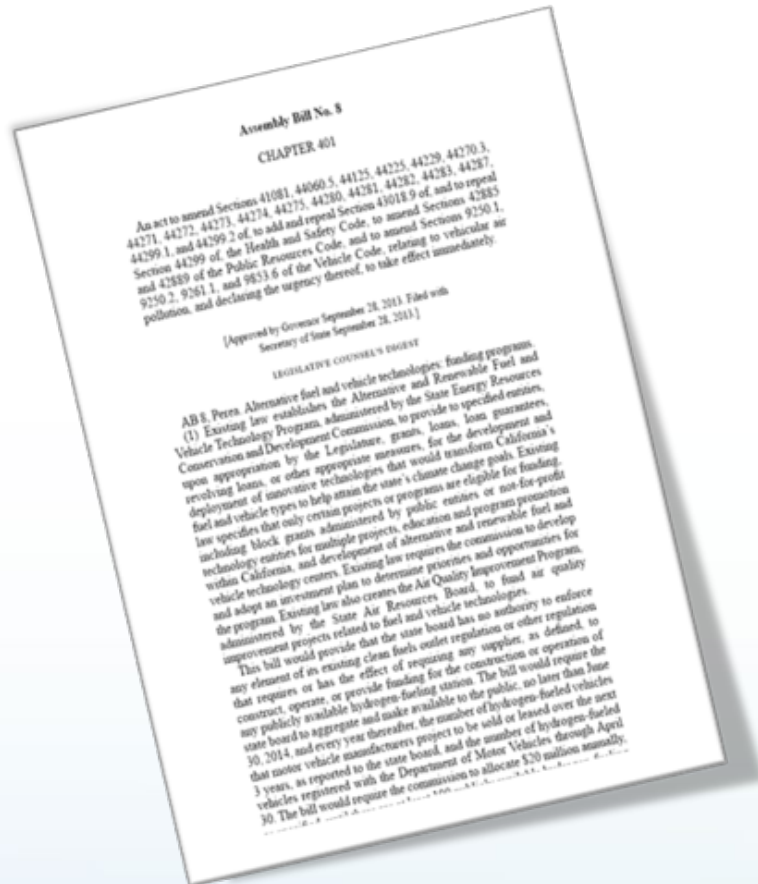 Assembly Bill No. 8
CHAPTER 401
An act to amend Sections 41081, 44060.5, 44125, 44225, 44229, 44270.3,
44271, 44272, 44273, 44274, 44275, 44280, 44281, 44282, 44283, 44287,
44299.1, and 44299.2 of, to add and repeal Section 43018.9 of, and to repeal
Section 44299 of, the Health and Safety Code, to amend Sections 42885
and 42889 of the Public Resources Code, and to amend Sections 9250.1,
9250.2, 9261.1, and 9853.6 of the Vehicle Code, relating to vehicular air
pollution, and declaring the urgency thereof, to take effect immediately.
[Approved by Governor September 28, 2013. Filed with
Secretary of State September 28, 2013.]
LEGISLATIVE COUNSEL'S DIGEST
AB 8, Perea. Alternative fuel and vehicle technologies: funding programs.
(1) Existing law establishes the Alternative and Renewable Fuel and
Vehicle Technology Program, administered by the State Energy Resources
Conservation and Development Commission, to provide to specified entities,
upon appropriation by the Legislature, grants, loans, loan guarantees,
revolving loans, or other appropriate measures, for the development and
deployment of innovative technologies that would transform California's
fuel and vehicle types to help attain the state's climate change goals. Existing
law specifies that only certain projects or programs are eligible for funding,
including block grants administered by public entities or not-for-profit
technology entities for multiple projects, education and program promotion
within California, and development of alternative and renewable fuel and
vehicle technology centers. Existing law requires the commission to develop
and adopt an investment plan to determine priorities and opportunities for
the program. Existing law also creates the Air Quality Improvement Program,
administered by the State Air Resources Board, to fund air quality
improvement projects related to fuel and vehicle technologies.
This bill would provide that the state board has no authority to enforce
any element of its existing clean fuels outlet regulation or other regulation
that requires or has the effect of requiring any supplier, as defined, to
construct, operate, or provide funding for the construction or operation of
any publicly available hydrogen-fueling station. The bill would require the
state board to aggregate and make available to the public, no later than June
30, 2014, and every year thereafter, the number of hydrogen-fueled vehicles
that motor vehicle manufacturers project to be sold or leased over the next
3 years, as reported to the state board, and the number of hydrogen-fueled
vehicles registered with the Department of Motor Vehicles through April
30. The bill would require the commission to allocate $20 million annually,